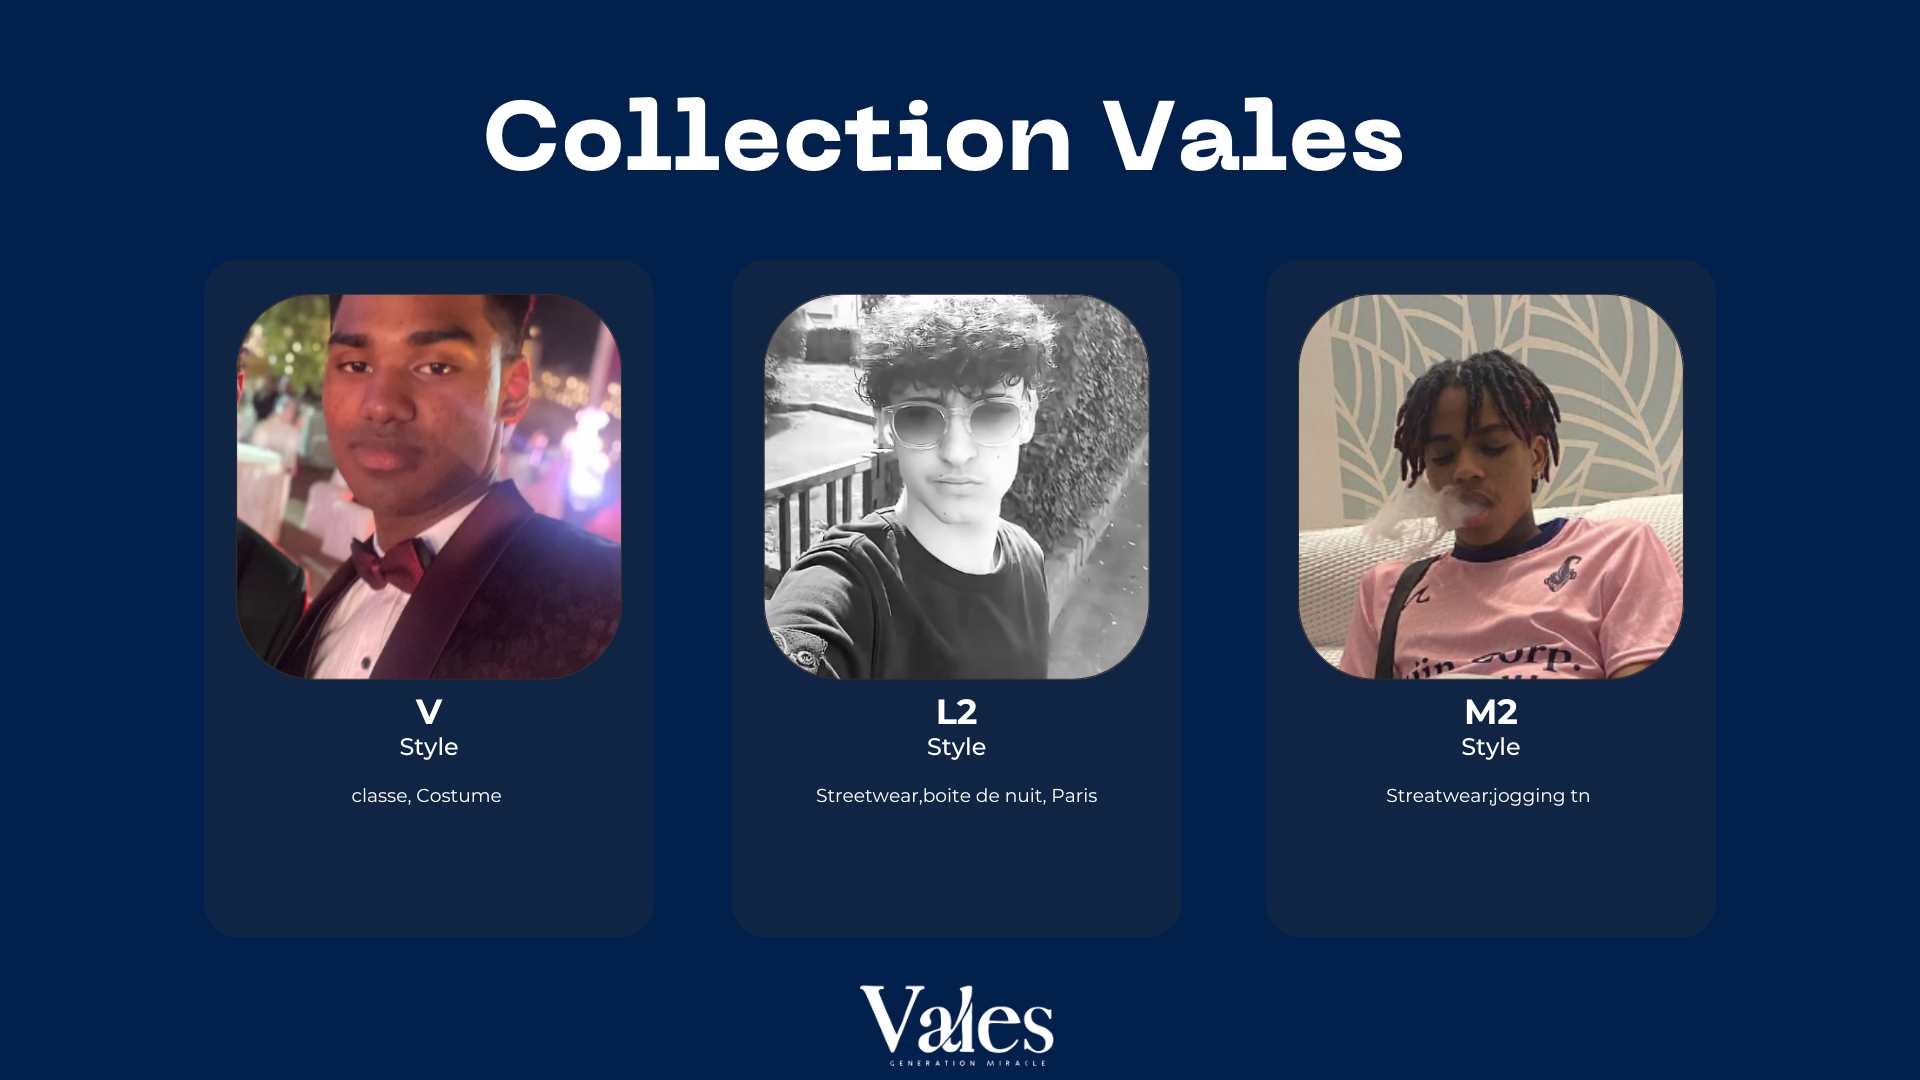 Collection Vales
V
Style
classe, Costume
L2
Style
Streetwear,boite de nuit, Paris
M2
Style
Streatwear;jogging tn
Vales
GENERATION MIRACLE